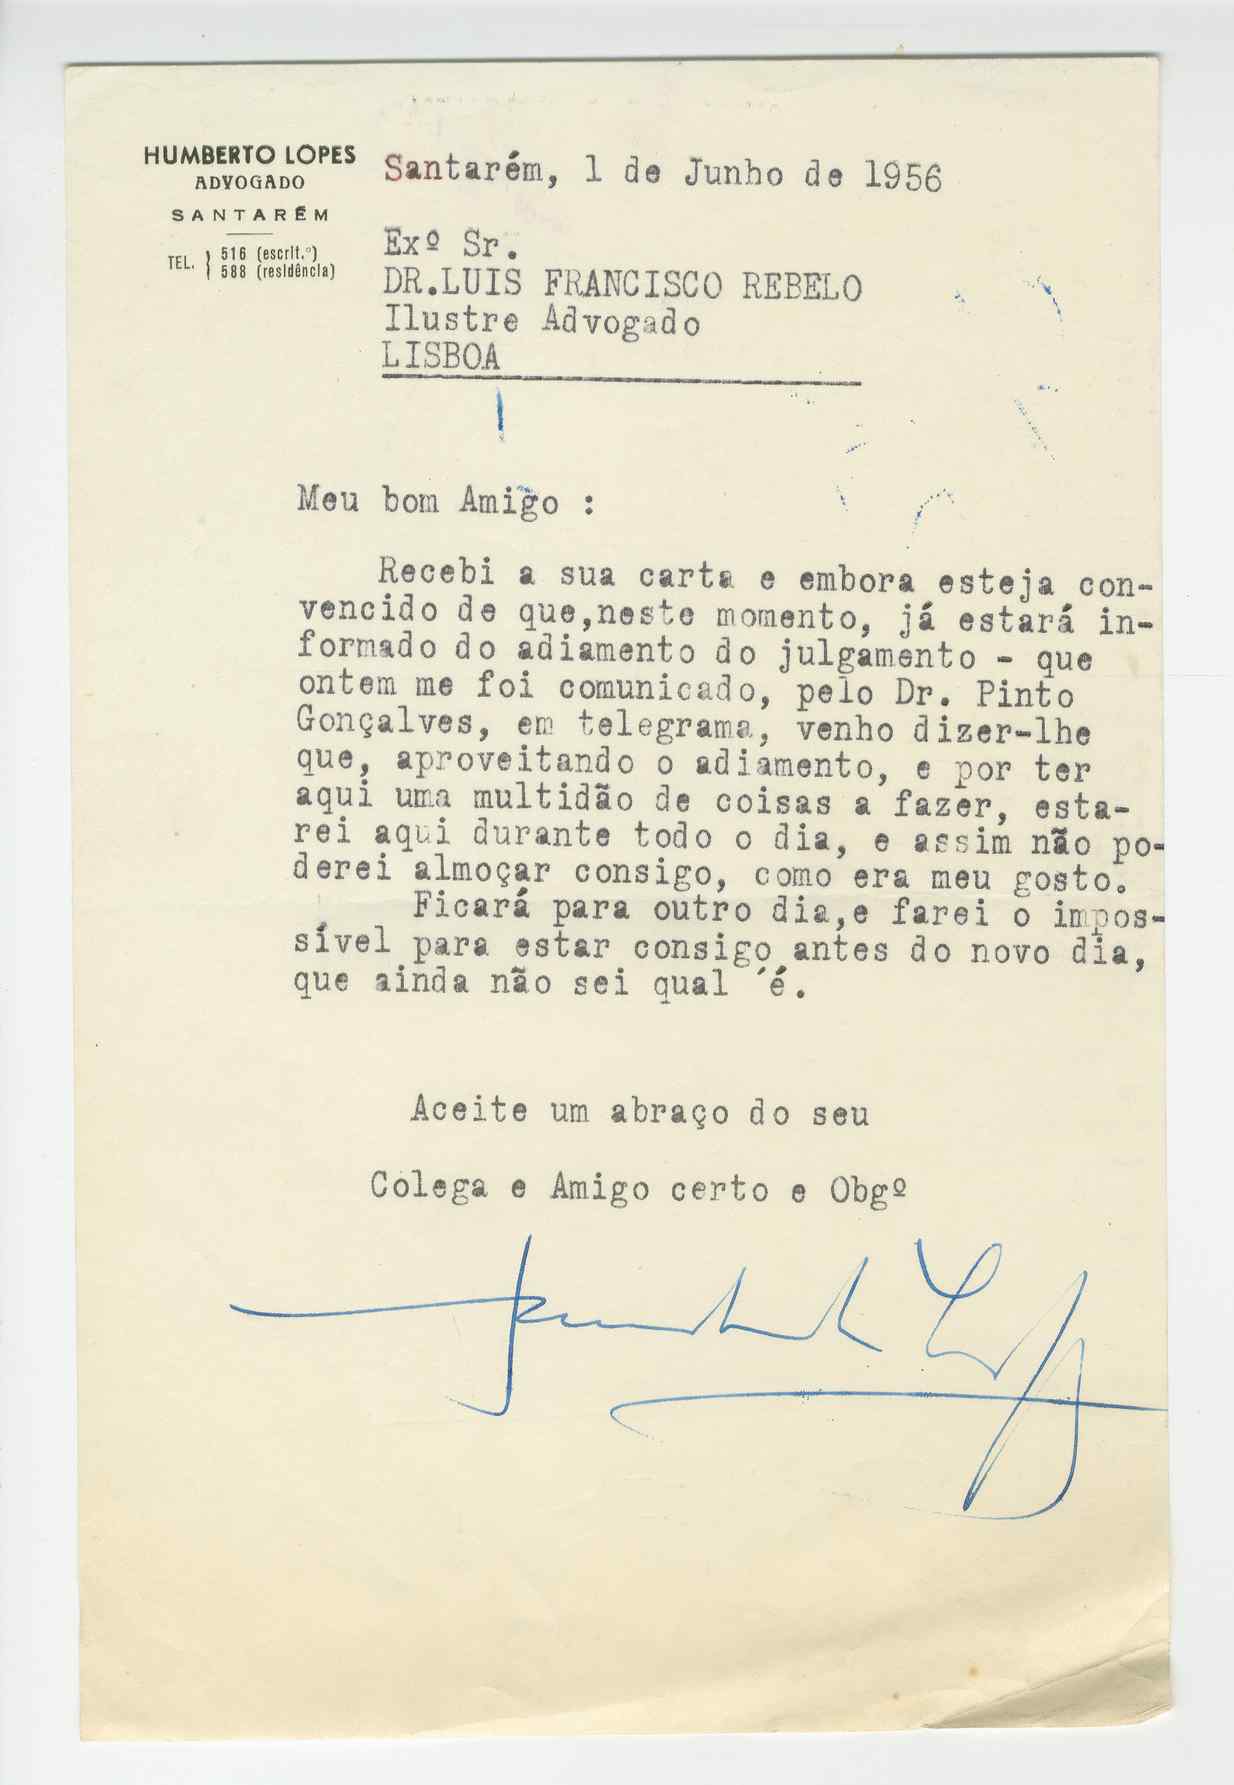 HUMBERTO LOPES
ADVOGADO
SANTARÉM
TEL. } 516 (escrit.º)
588 (residência)
Santarém, 1 de Junho de 1956
Exº Sr.
DR.LUIS FRANCISCO REBELO
Ilustre Advogado
LISBOA
Meu bom Amigo :
Recebi a sua carta e embora esteja con-
vencido de que,neste momento, já estará in-
formado do adiamento do julgamento - que
ontem me foi comunicado, pelo Dr. Pinto
Gonçalves, em telegrama, venho dizer-lhe
que, aproveitando o adiamento, e por ter
aqui uma multidão de coisas a fazer, esta-
rei aqui durante todo o dia, e assim não po-
derei almoçar consigo, como era meu gosto.
Ficará para outro dia,e farei o impos-
sível para estar consigo antes do novo dia,
que ainda não sei qual ´é.
Aceite um abraço do seu
Colega e Amigo certo e Obgº
Humberto Lopes